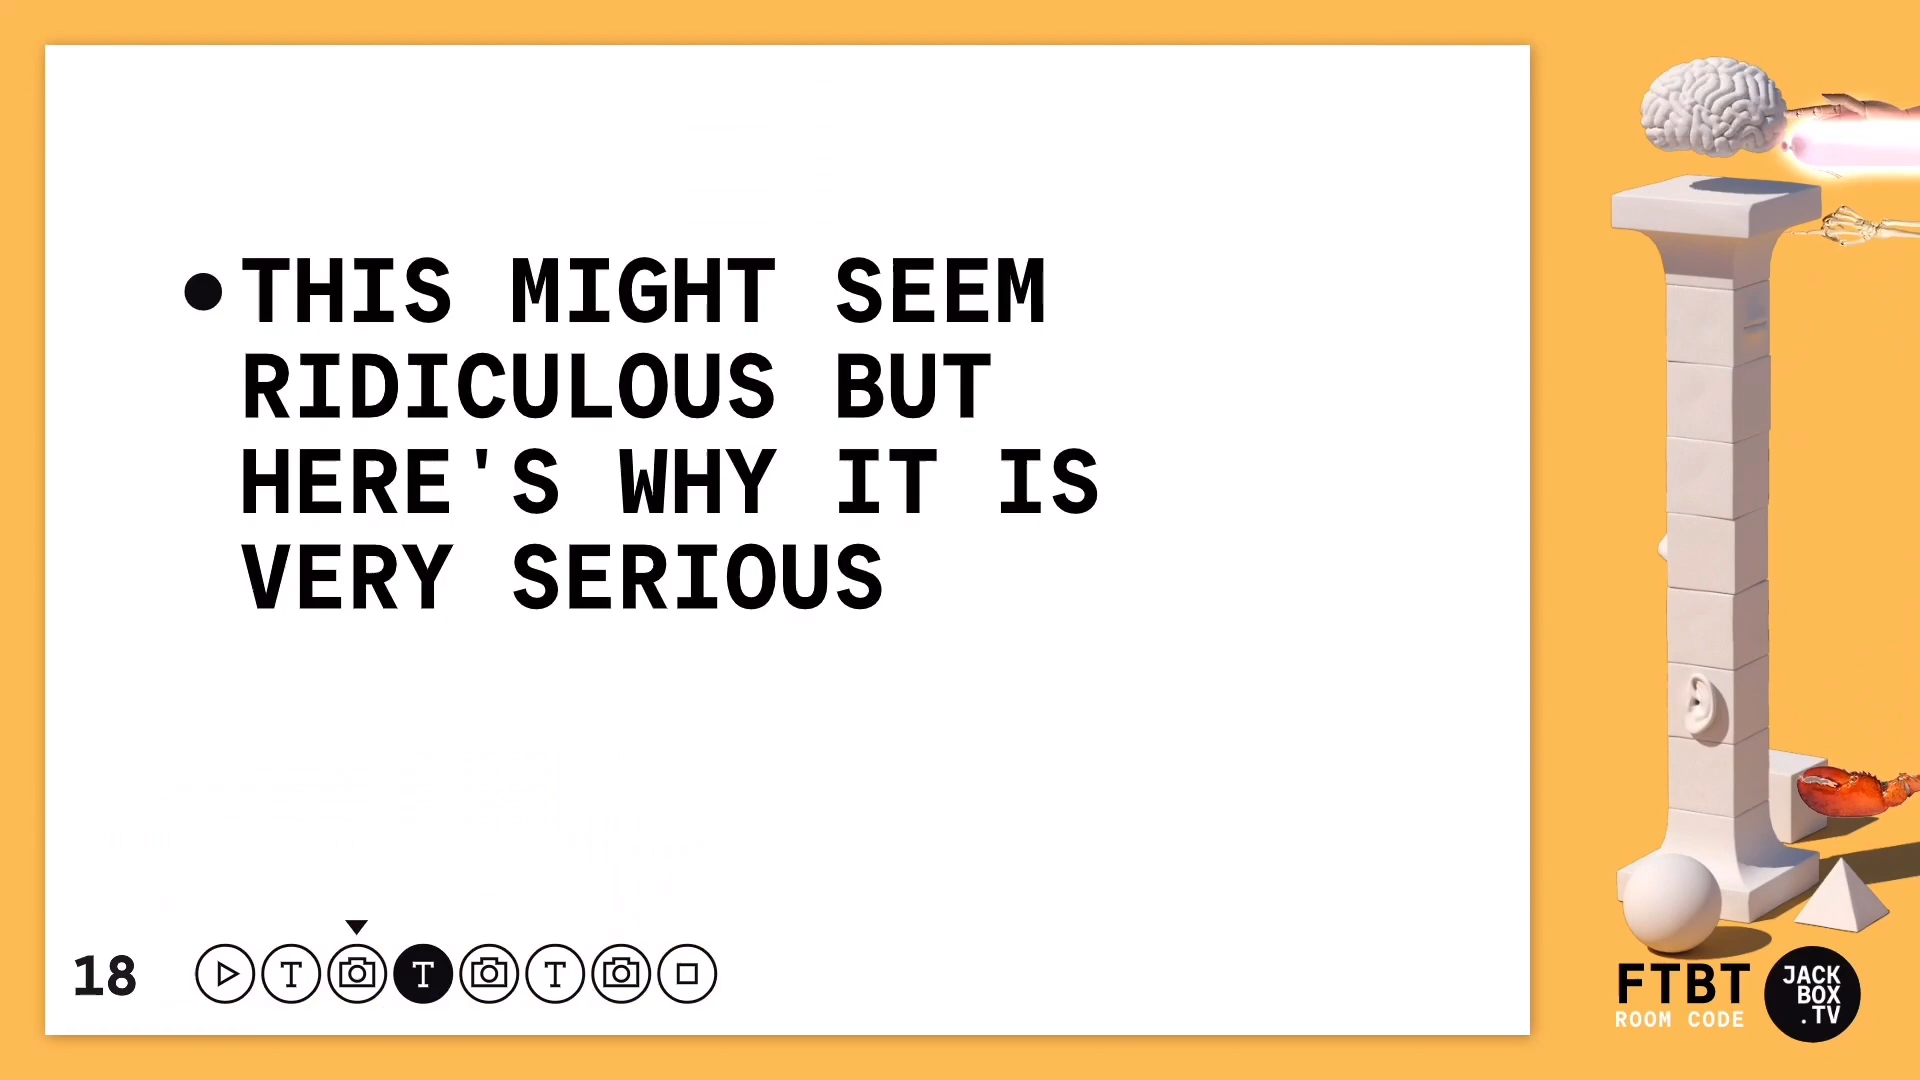 •THIS MIGHT SEEM
RIDICULOUS BUT
HERE'S WHY IT IS
VERY SERIOUS
18
T
T
T
FTBT
ROOM CODE
JACK
BOX
.TV